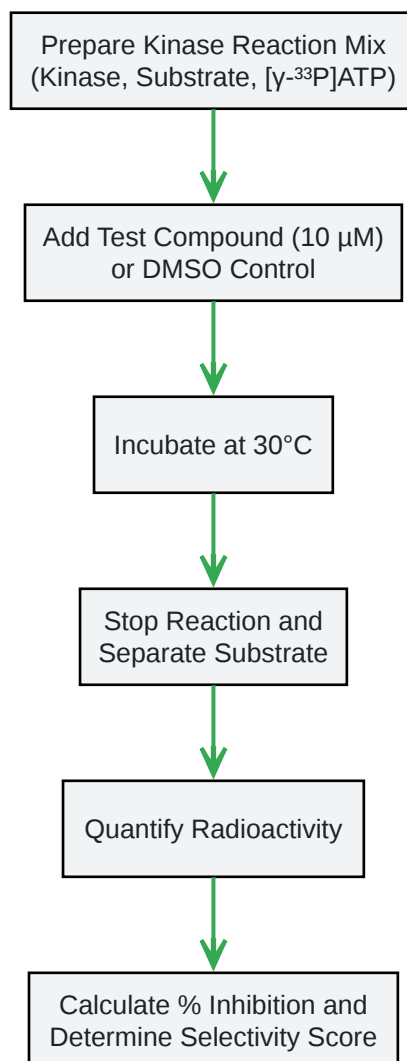 Prepare Kinase Reaction Mix
(Kinase, Substrate, [γ-³³P]ATP)
Add Test Compound (10 µM)
or DMSO Control
Incubate at 30°C
Stop Reaction and
Separate Substrate
Quantify Radioactivity
Calculate % Inhibition and
Determine Selectivity Score